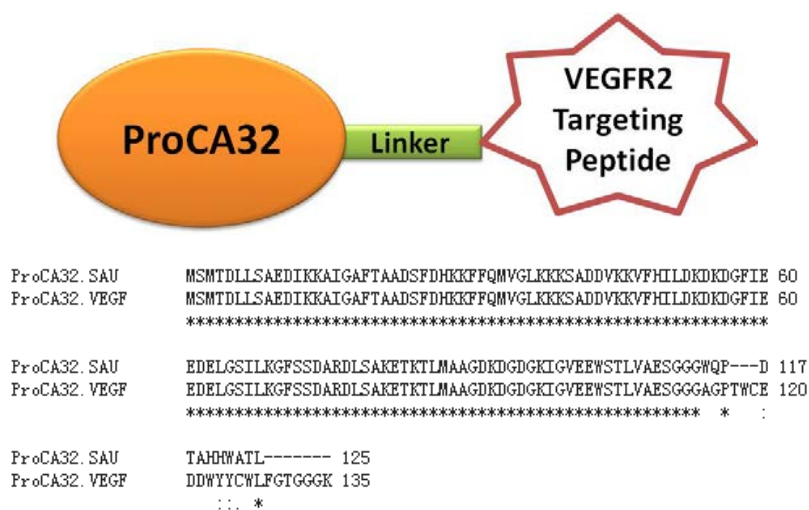 ProCA32
Linker
VEGFR2
Targeting
Peptide
ProCA32.SAU MSMTDLLSAEDIKKAIGAFTAADSFDHKKFFQMVGLKKKSADDVKKVFHILDKDKDGFIE 60
ProCA32.VEGF MSMTDLLSAEDIKKAIGAFTAADSFDHKKFFQMVGLKKKSADDVKKVFHILDKDKDGFIE 60
************************************************************
ProCA32.SAU EDELGSILKGFSSDARDLSAKETKTLMAAGDKDGDGKIGVEEWSTLVAESGGGWQP---D 117
ProCA32.VEGF EDELGSILKGFSSDARDLSAKETKTLMAAGDKDGDGKIGVEEWSTLVAESGGGAGPTWCE 120
*****************************************************  *   :
ProCA32.SAU TAHHWATL------- 125
ProCA32.VEGF DDWYYCWLFGTGGGK 135
::. *